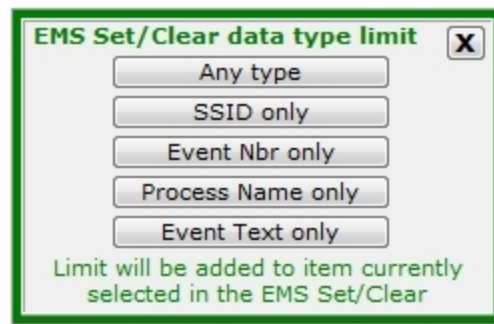 EMS Set/Clear data type limit
X
Any type
SSID only
Event Nbr only
Process Name only
Event Text only
Limit will be added to item currently
selected in the EMS Set/Clear